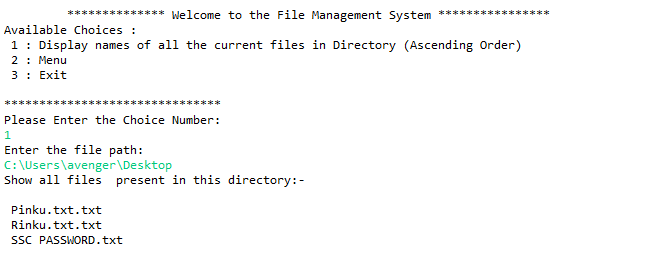 ************** Welcome to the File Management System ****************
Available Choices :
1 : Display names of all the current files in Directory (Ascending Order)
2 : Menu
3 : Exit
*******************************
Please Enter the Choice Number:
1
Enter the file path:
C:\Users\avenger\Desktop
Show all files  present in this directory:-
Pinku.txt.txt
Rinku.txt.txt
SSC PASSWORD.txt